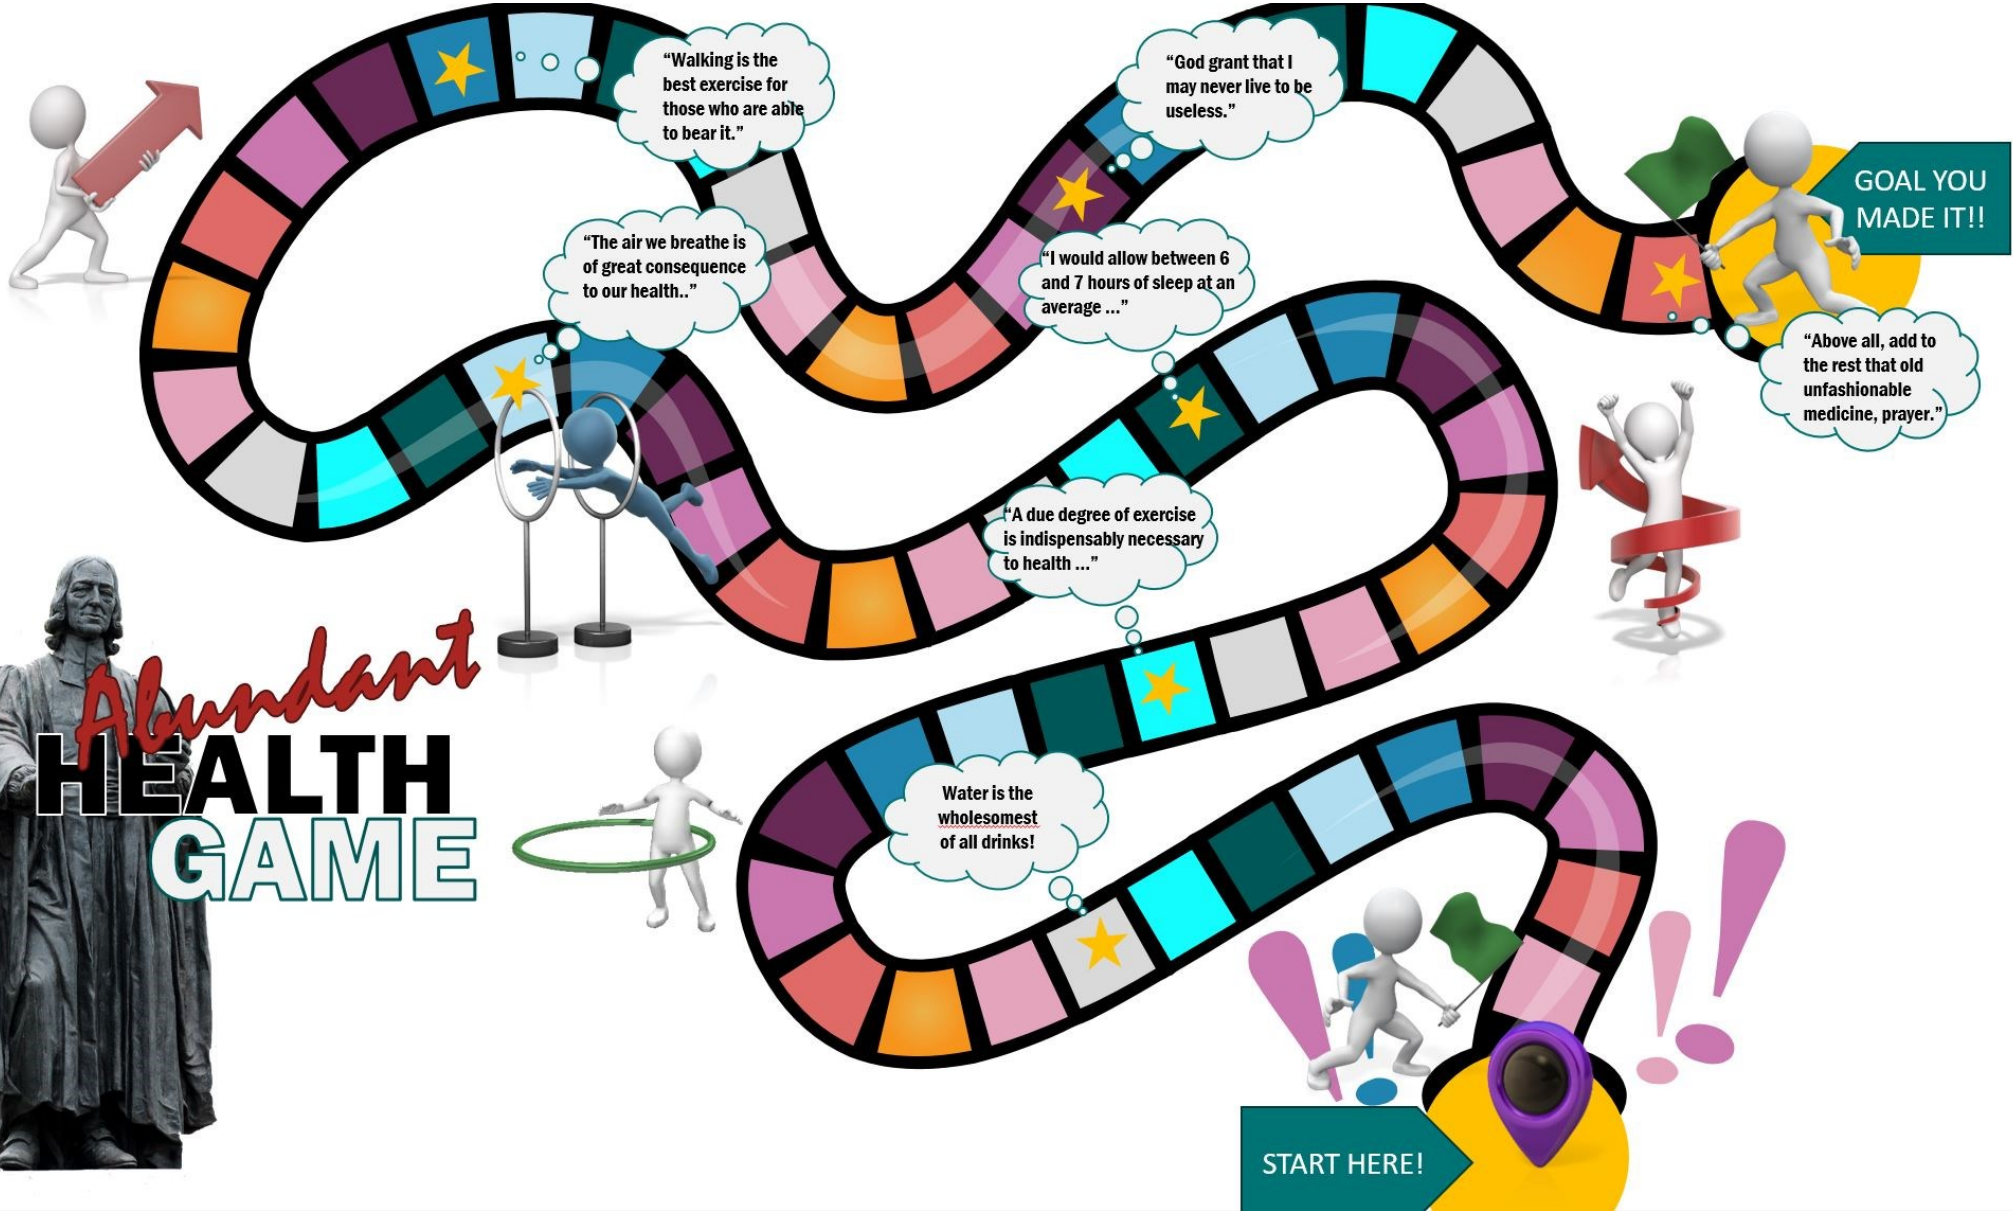 “Walking is the
best exercise for
those who are able
to bear it.”
“God grant that I
may never live to be
useless.”
GOAL YOU
MADE IT!!
“The air we breathe is
of great consequence
to our health..”
“I would allow between 6
and 7 hours of sleep at an
average ...”
“Above all, add to
the rest that old
unfashionable
medicine, prayer.”
“A due degree of exercise
is indispensably necessary
to health ...”
Abundant
HEALTH
GAME
Water is the
wholesomest
of all drinks!
START HERE!